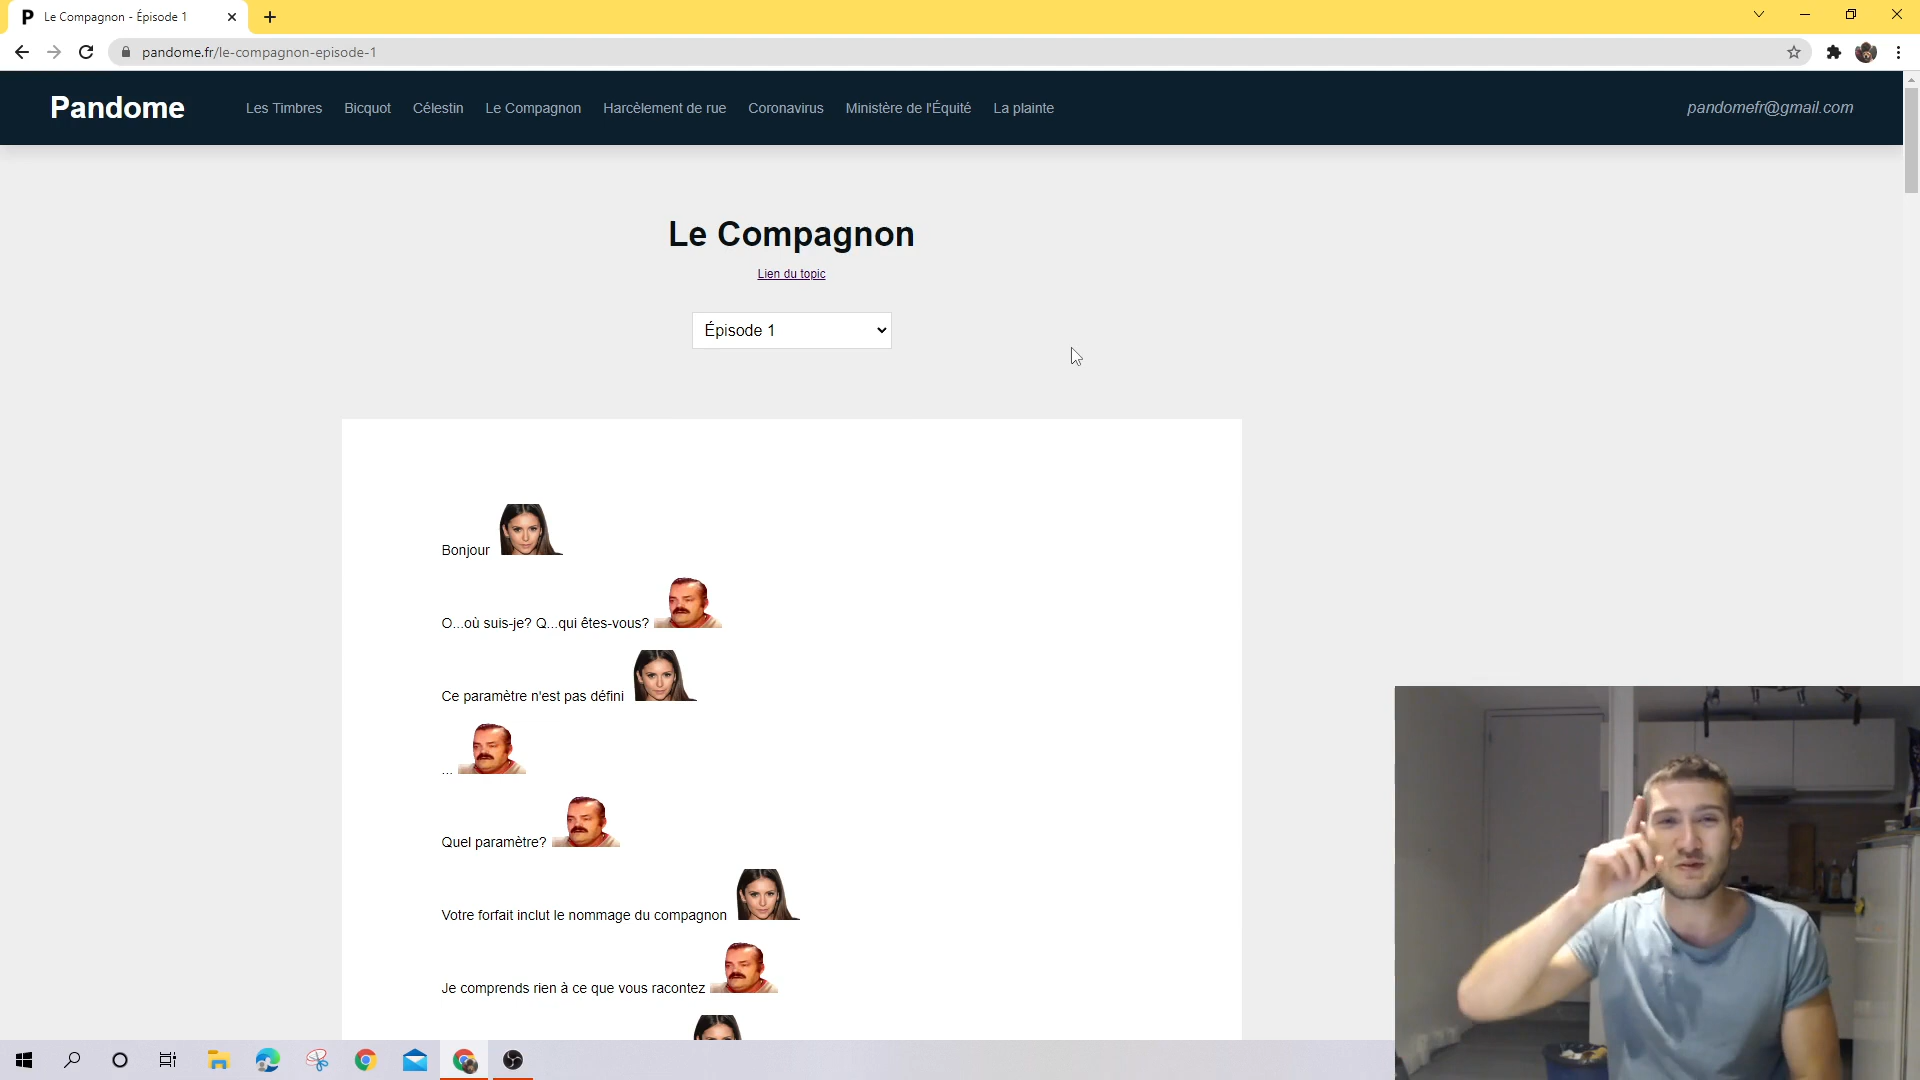 Le Compagnon - Épisode 1
pandome.fr/le-compagnon-episode-1
Pandome
Les Timbres Bicquot Célestin Le Compagnon Harcèlement de rue Coronavirus Ministère de l'Équité La plainte
pandomefr@gmail.com
Le Compagnon
Lien du topic
Épisode 1
Bonjour
O...où suis-je? Q...qui êtes-vous?
Ce paramètre n'est pas défini
...
Quel paramètre?
Votre forfait inclut le nommage du compagnon
Je comprends rien à ce que vous racontez